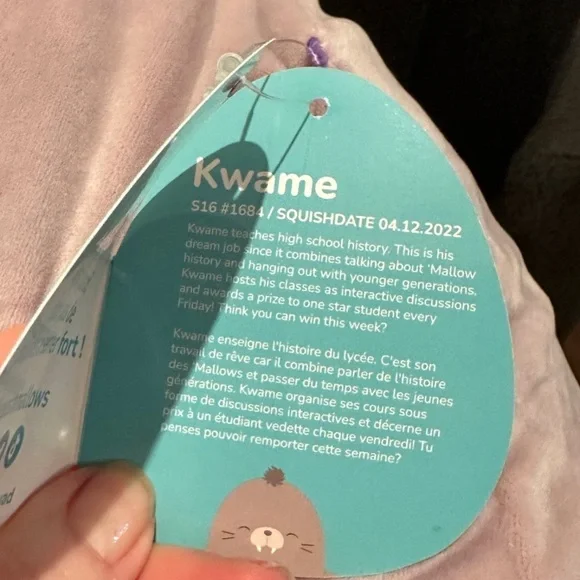 Kwame
S16 #1684 / SQUISHDATE 04.12.2022
Kwame teaches high school history. This is his
dream job since it combines talking about 'Mallow
history and hanging out with younger generations.
Kwame hosts his classes as interactive discussions
and awards a prize to one star student every
Friday! Think you can win this week?
Kwame enseigne l'histoire du lycée. C'est son
travail de rêve car il combine parler de l'histoire
des 'Mallows et passer du temps avec les jeunes
générations. Kwame organise ses cours sous
forme de discussions interactives et décerne un
prix à un étudiant vedette chaque vendredi! Tu
penses pouvoir remporter cette semaine?
fort !